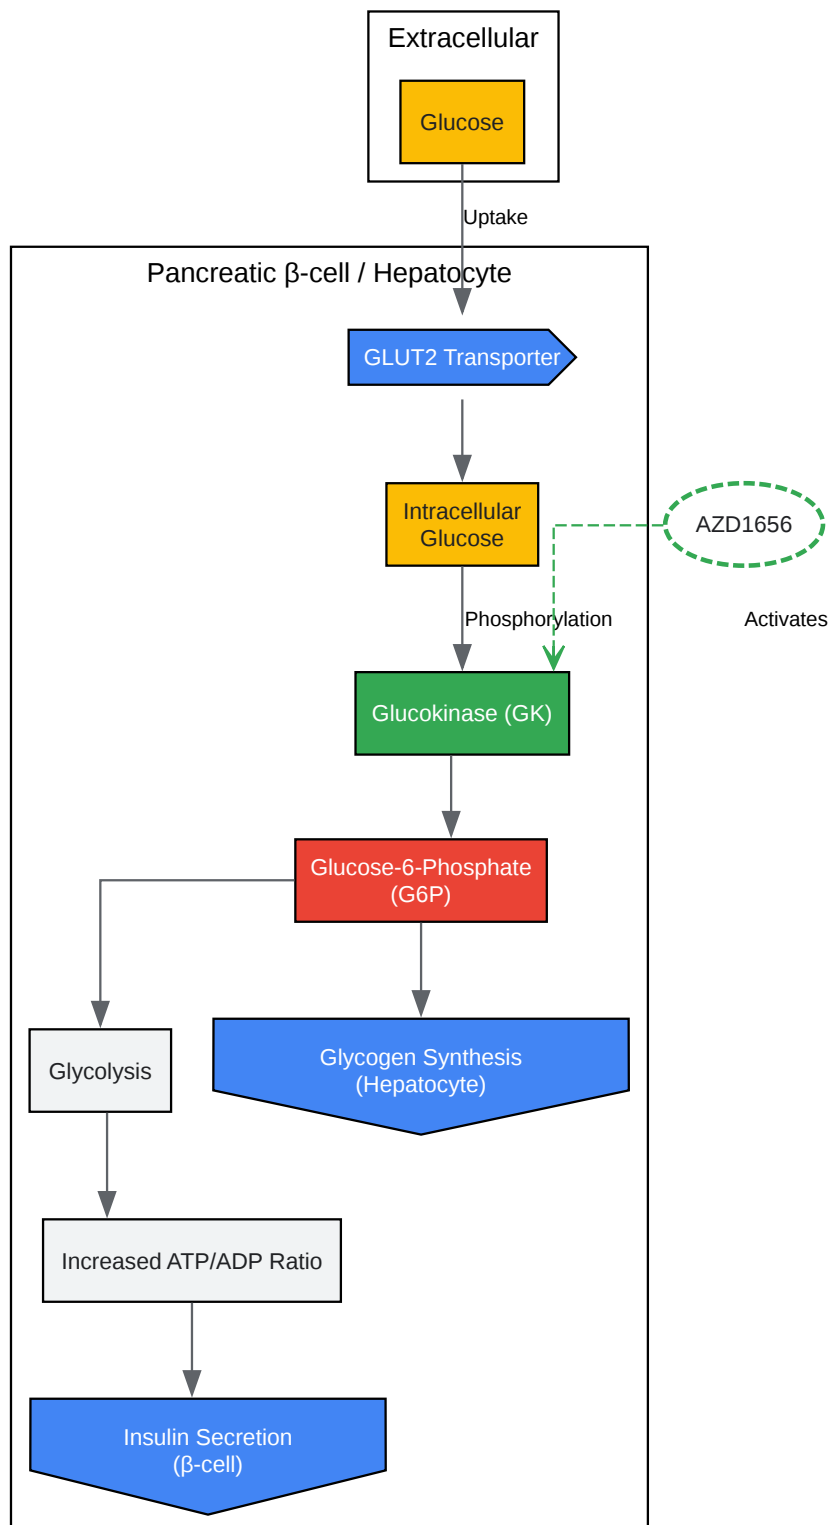 Extracellular
Glucose
Uptake
Pancreatic β-cell / Hepatocyte
GLUT2 Transporter
Intracellular
Glucose
AZD1656
Phosphorylation
Activates
Glucokinase (GK)
Glucose-6-Phosphate
(G6P)
Glycolysis
Glycogen Synthesis
(Hepatocyte)
Increased ATP/ADP Ratio
Insulin Secretion
(β-cell)